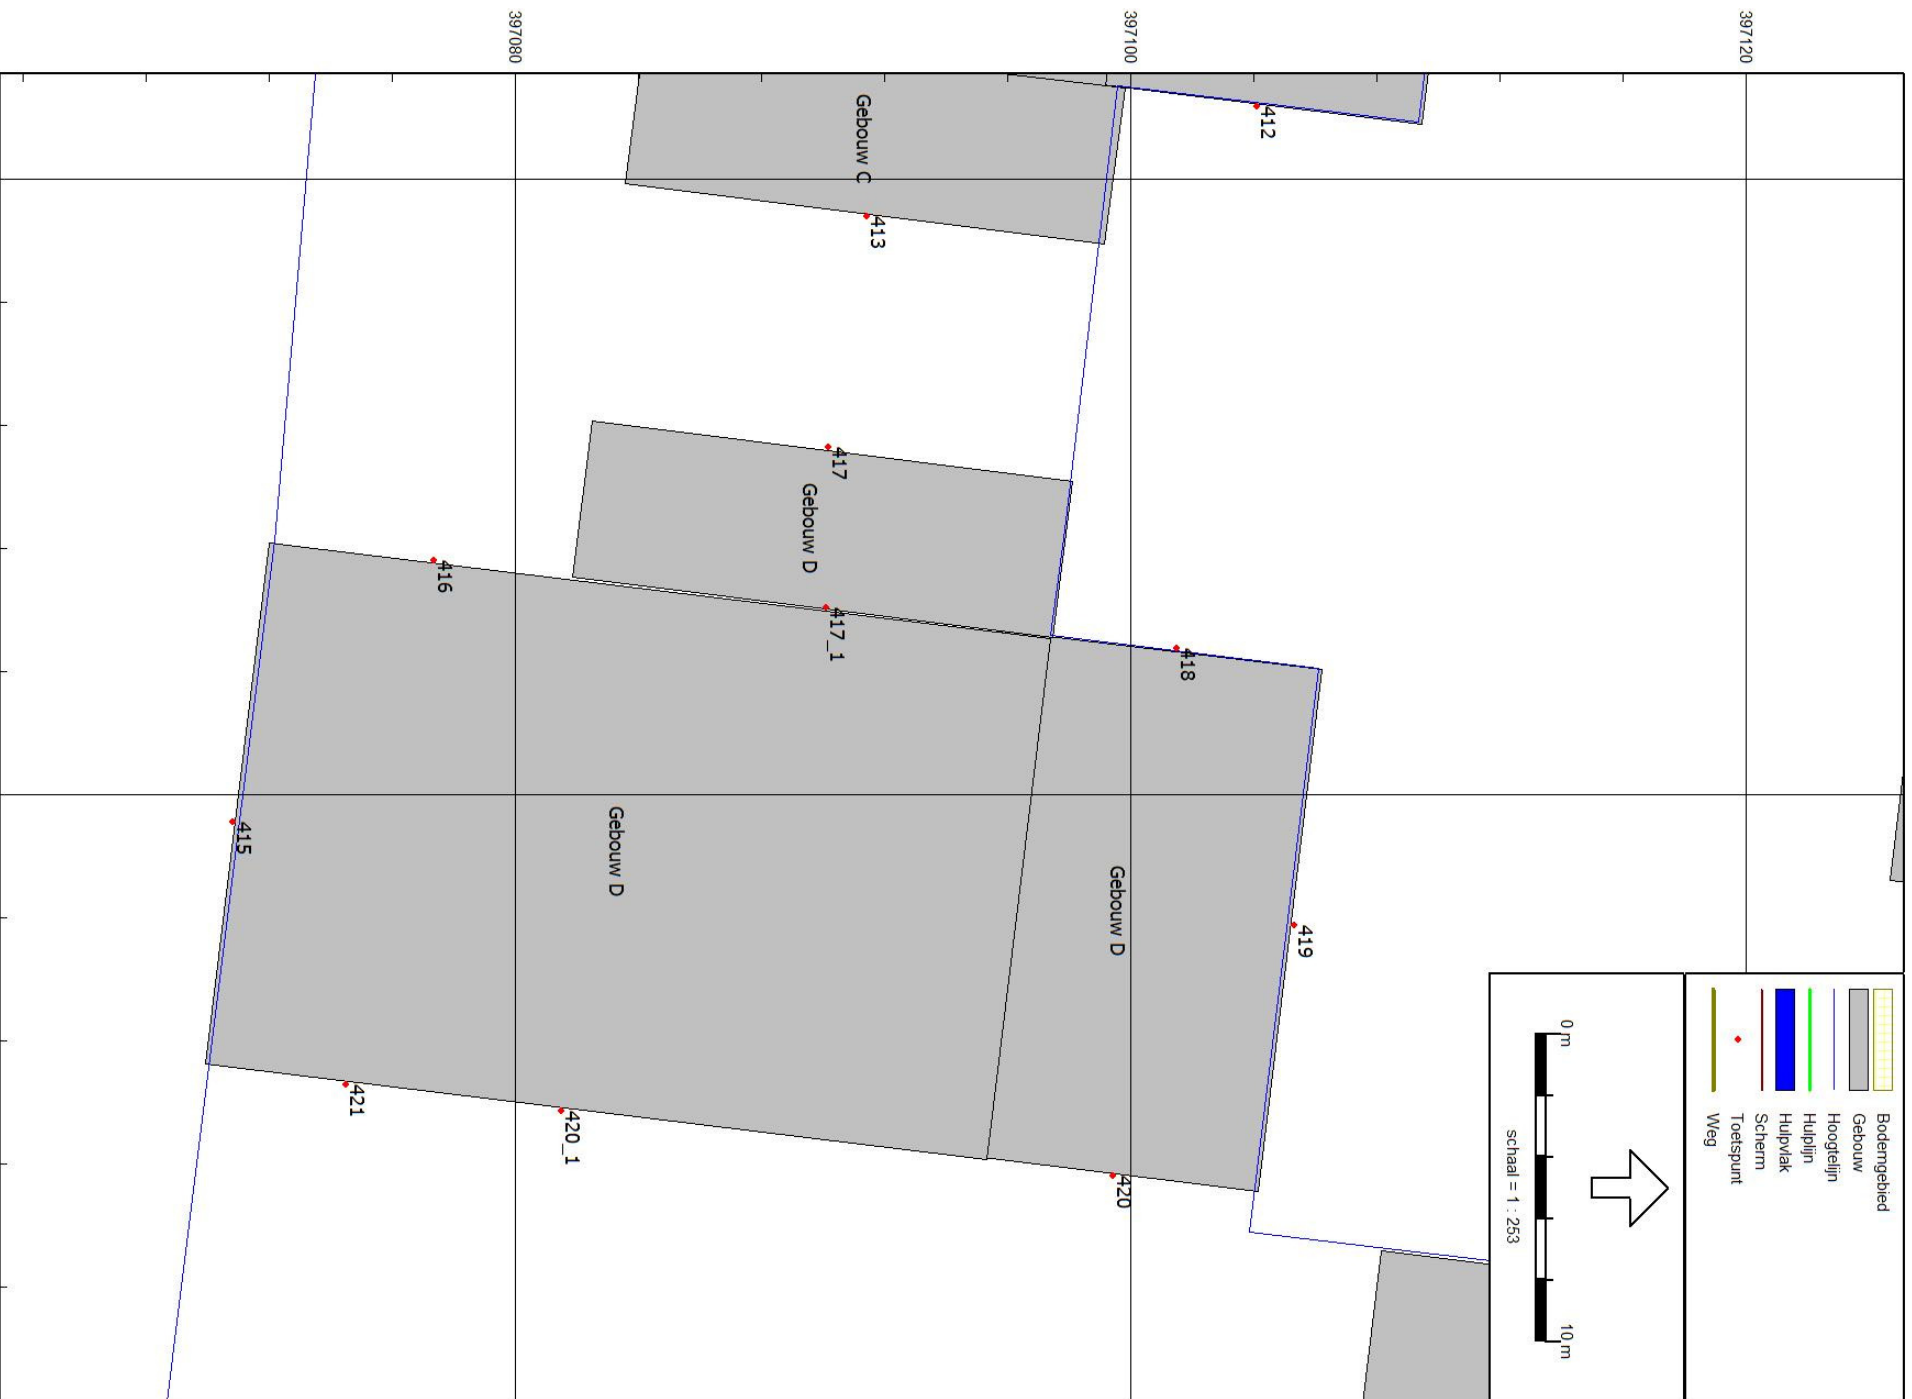 397080
397100
397120
Gebouw C
412
413
417
Gebouw D
416
417_1
418
Gebouw D
415
Gebouw D
419
421
420_1
420
Bodemgebied
Gebouw
Hoogtelijn
Hulplijn
Hulpvlak
Scherm
Toetspunt
Weg
0 m
10 m
schaal = 1 : 253